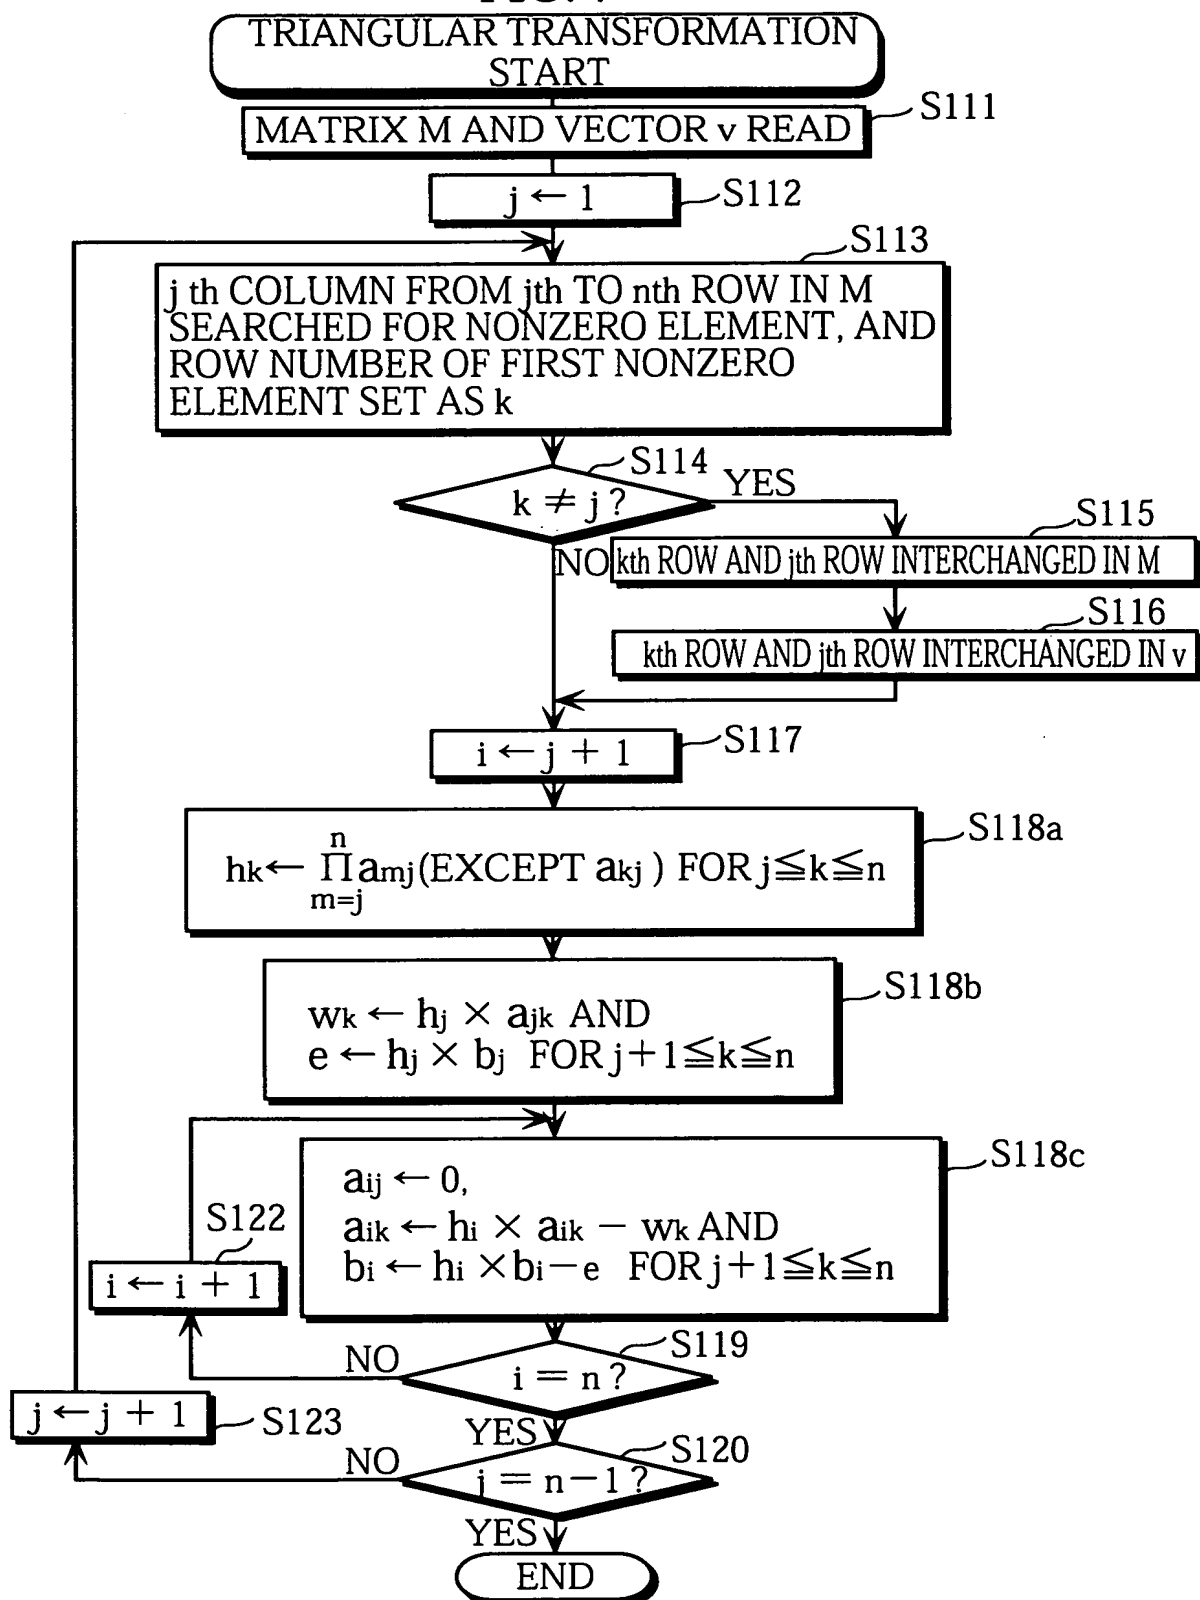 TRIANGULAR TRANSFORMATION
START
S111
MATRIX M AND VECTOR v READ
j ← 1
S112
S113
j th COLUMN FROM jth TO nth ROW IN M
SEARCHED FOR NONZERO ELEMENT, AND
ROW NUMBER OF FIRST NONZERO
ELEMENT SET AS k
S114
k ≠ j ?
YES
NO
S115
kth ROW AND jth ROW INTERCHANGED IN M
S116
kth ROW AND jth ROW INTERCHANGED IN v
i ← j + 1
S117
S118a
n
hk ← Π amj (EXCEPT akj ) FOR j ≦ k ≦ n
m=j
S118b
wk ← hj × ajk AND
e ← hj × bj FOR j+1 ≦ k ≦ n
S118c
aij ← 0,
aik ← hi × aik − wk AND
bi ← hi × bi − e FOR j+1 ≦ k ≦ n
S122
i ← i + 1
S119
i = n ?
NO
YES
j ← j + 1
S123
S120
j = n − 1 ?
NO
YES
END